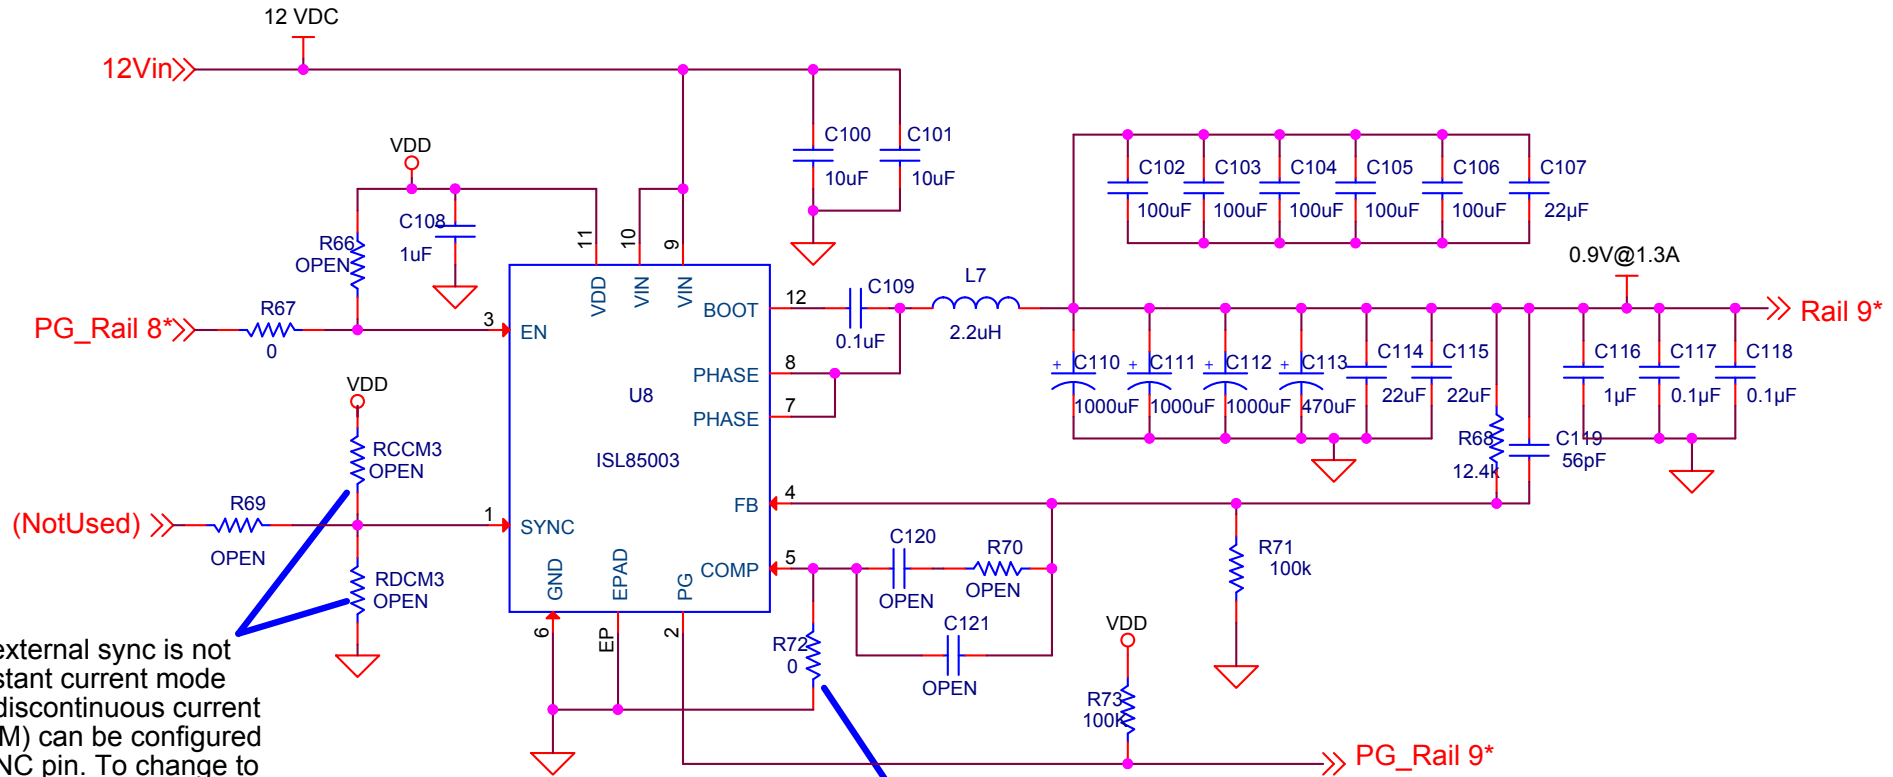 12 VDC
12Vin
VDD
C100
10uF
C101
10uF
C102
100uF
C103
100uF
C104
100uF
C105
100uF
C106
100uF
C107
22µF
R66
OPEN
C108
1uF
11
10
9
VDD
VIN
VIN
BOOT
12
C109
0.1uF
L7
2.2uH
0.9V@1.3A
Rail 9*
PG_Rail 8*
R67
0
3
EN
PHASE
8
U8
PHASE
7
+
C110
1000uF
+
C111
1000uF
+
C112
1000uF
+
C113
470uF
C114
22uF
C115
22uF
R68
12.4k
C119
56pF
C116
1µF
C117
0.1µF
C118
0.1µF
VDD
RCCM3
OPEN
ISL85003
FB
4
(NotUsed)
R69
OPEN
1
SYNC
RDCM3
OPEN
GND
EPAD
PG
COMP
5
C120
OPEN
R70
OPEN
C121
OPEN
R71
100k
6
EP
2
R72
0
VDD
R73
100K
PG_Rail 9*
external sync is not
stant current mode
discontinuous current
M) can be configured
NC pin. To change to